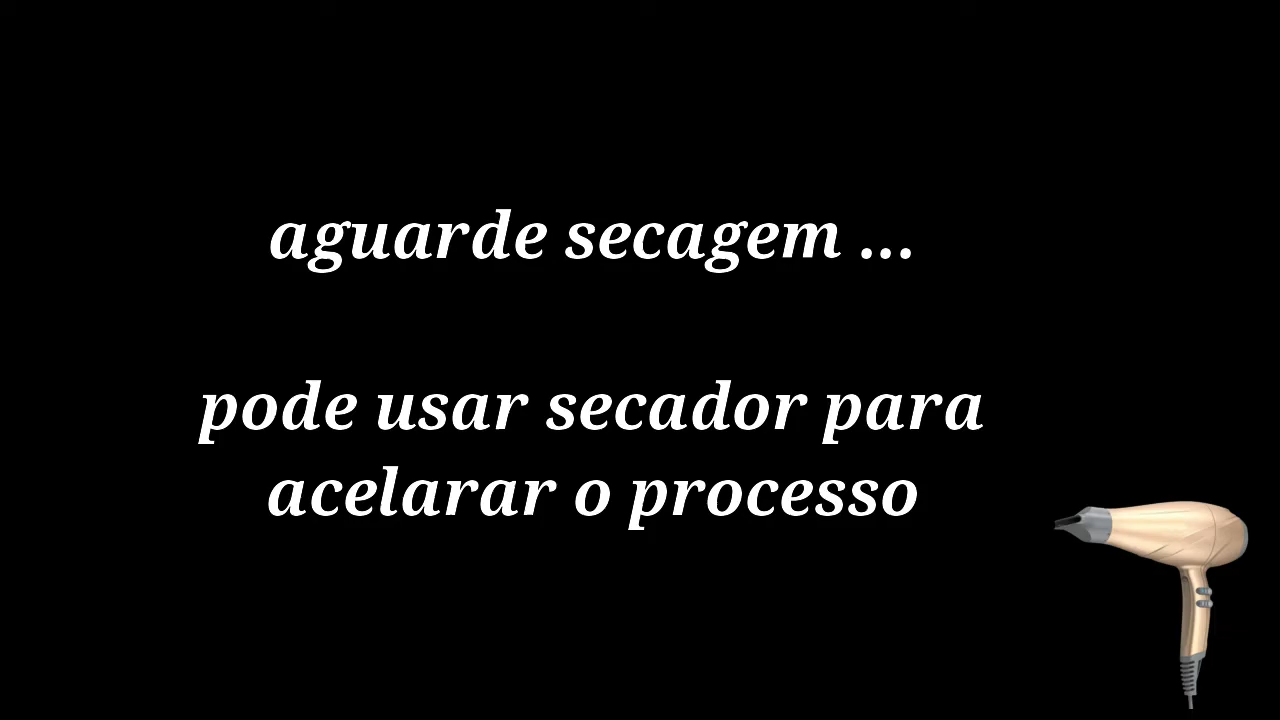 aguarde secagem ...
pode usar secador para
acelarar o processo